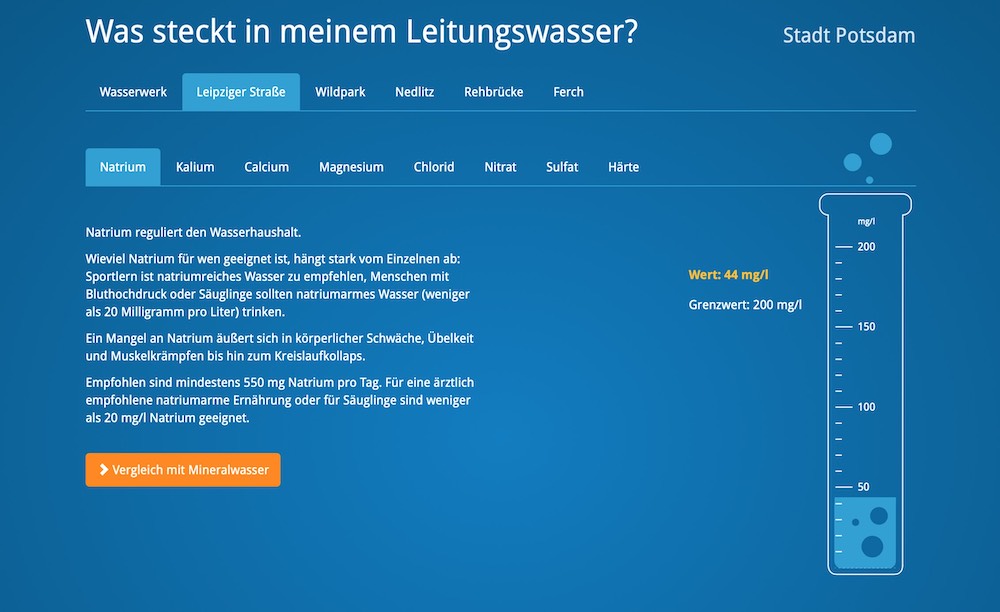 Was steckt in meinem Leitungswasser?
Stadt Potsdam
Wasserwerk Leipziger Straße Wildpark Nedlitz Rehbrücke Ferch
Natrium Kalium Calcium Magnesium Chlorid Nitrat Sulfat Härte
Natrium reguliert den Wasserhaushalt.
Wieviel Natrium für wen geeignet ist, hängt stark vom Einzelnen ab:
Sportlern ist natriumreiches Wasser zu empfehlen, Menschen mit
Bluthochdruck oder Säuglinge sollten natriumarmes Wasser (weniger
als 20 Milligramm pro Liter) trinken.
Ein Mangel an Natrium äußert sich in körperlicher Schwäche, Übelkeit
und Muskelkrämpfen bis hin zum Kreislaufkollaps.
Empfohlen sind mindestens 550 mg Natrium pro Tag. Für eine ärztlich
empfohlene natriumarme Ernährung oder für Säuglinge sind weniger
als 20 mg/l Natrium geeignet.
Vergleich mit Mineralwasser
Wert: 44 mg/l
Grenzwert: 200 mg/l
mg/l
200
150
100
50